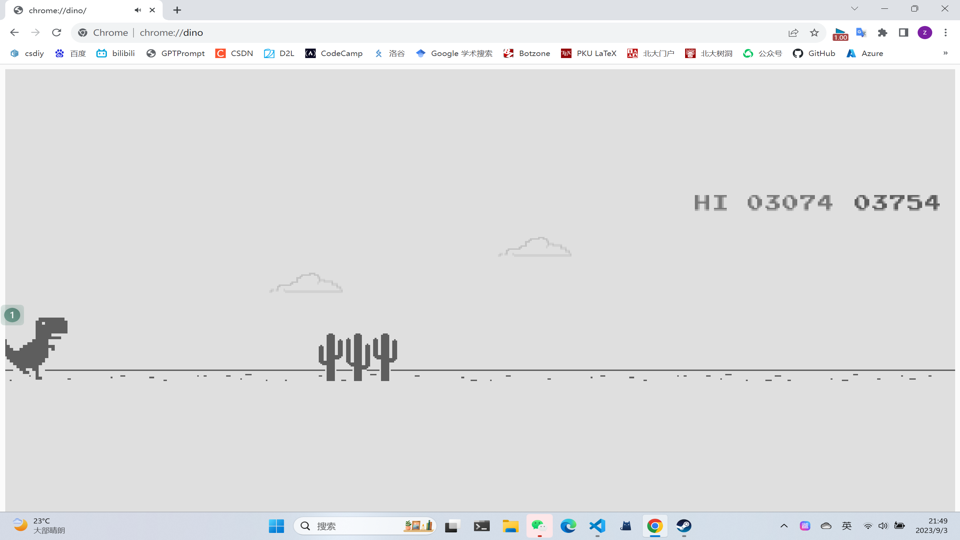 chrome://dino/
Chrome | chrome://dino
1.00
z
csdiy 百度 bilibili GPTPrompt CSDN D2L CodeCamp 洛谷 Google 学术搜索 Botzone PKU LaTeX 北大门户 北大树洞 公众号 GitHub Azure »
HI 03074 03754
1
23°C
大部晴朗
搜索
英
21:49
2023/9/3